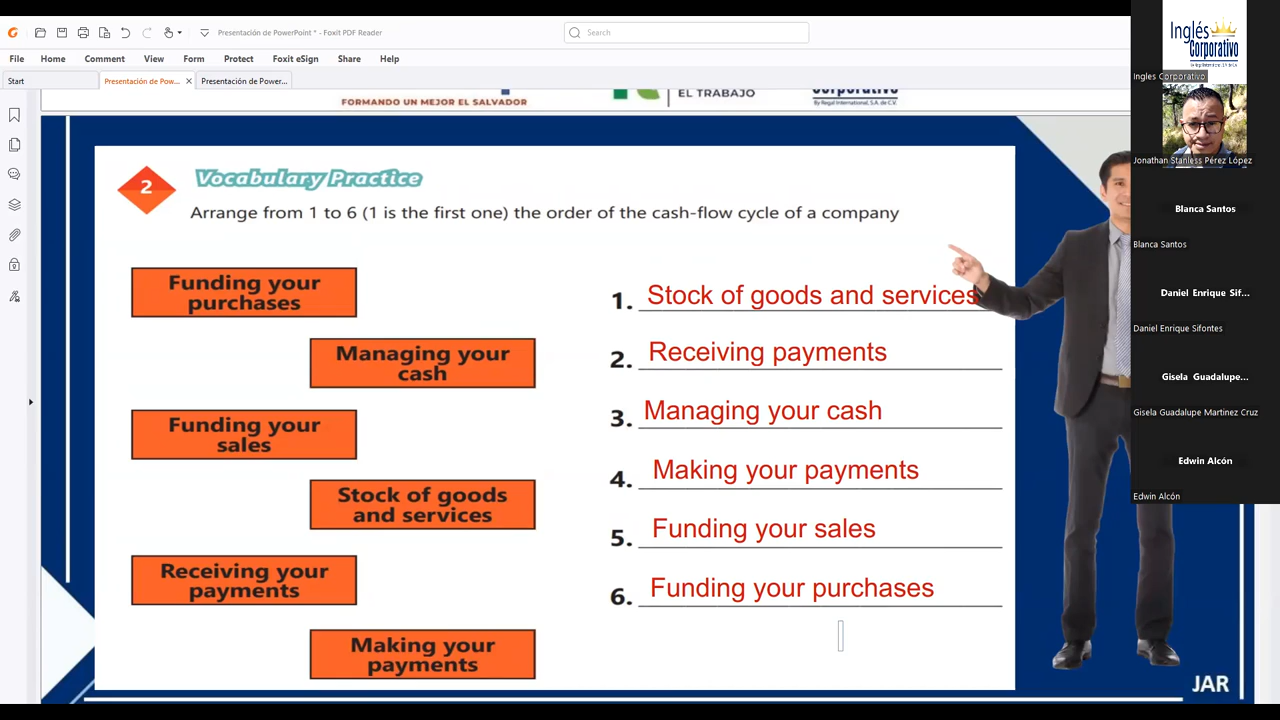 Presentación de PowerPoint * - Foxit PDF Reader
Search
File Home Comment View Form Protect Foxit eSign Share Help
Start
Presentación de Pow...
Presentación de Power...
FORMANDO UN MEJOR EL SALVADOR
EL TRABAJO
Corporativo
By Regal International, S.A. de C.V.
2
Vocabulary Practice
Arrange from 1 to 6 (1 is the first one) the order of the cash-flow cycle of a company
Funding your
purchases
Managing your
cash
Funding your
sales
Stock of goods
and services
Receiving your
payments
Making your
payments
1. Stock of goods and services
2. Receiving payments
3. Managing your cash
4. Making your payments
5. Funding your sales
6. Funding your purchases
JAR
Inglés
Corporativo
Ingles Corporativo
Jonathan Stanless Pérez López
Blanca Santos
Blanca Santos
Daniel Enrique Sif...
Daniel Enrique Sifontes
Gisela Guadalupe...
Gisela Guadalupe Martinez Cruz
Edwin Alcón
Edwin Alcón